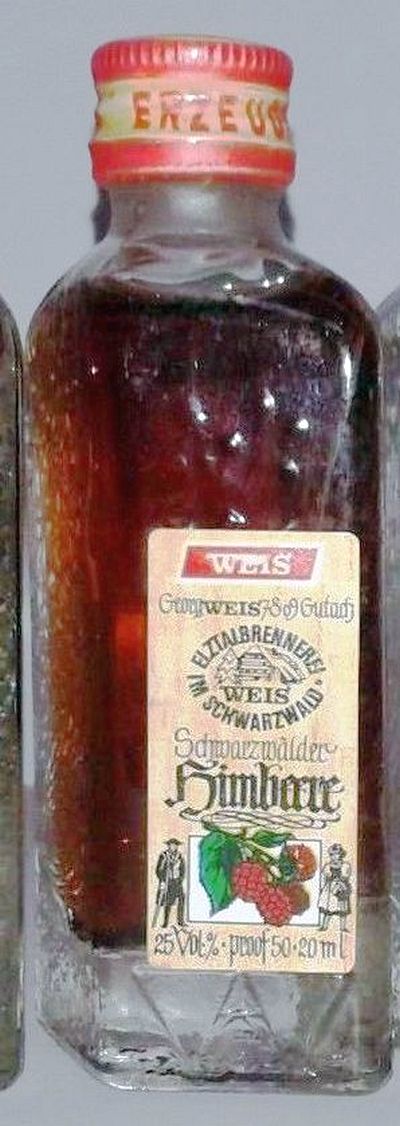 ERZEUG
WEIS
Georg WEIS 7809 Gutach
ELZTALBRENNEREI
WEIS
IM SCHWARZWALD
Schwarzwälder
Himbeere
25 Vol.% · proof 50 · 20 ml